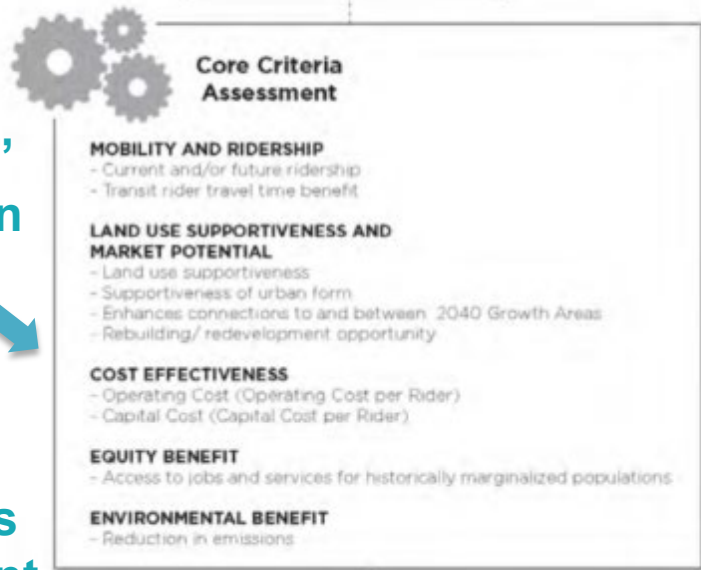 Core Criteria
Assessment
MOBILITY AND RIDERSHIP
- Current and/or future ridership
- Transit rider travel time benefit
LAND USE SUPPORTIVENESS AND
MARKET POTENTIAL
- Land use supportiveness
- Supportiveness of urban form
- Enhances connections to and between 2040 Growth Areas
- Rebuilding/ redevelopment opportunity
COST EFFECTIVENESS
- Operating Cost (Operating Cost per Rider)
- Capital Cost (Capital Cost per Rider)
EQUITY BENEFIT
- Access to jobs and services for historically marginalized populations
ENVIRONMENTAL BENEFIT
- Reduction in emissions